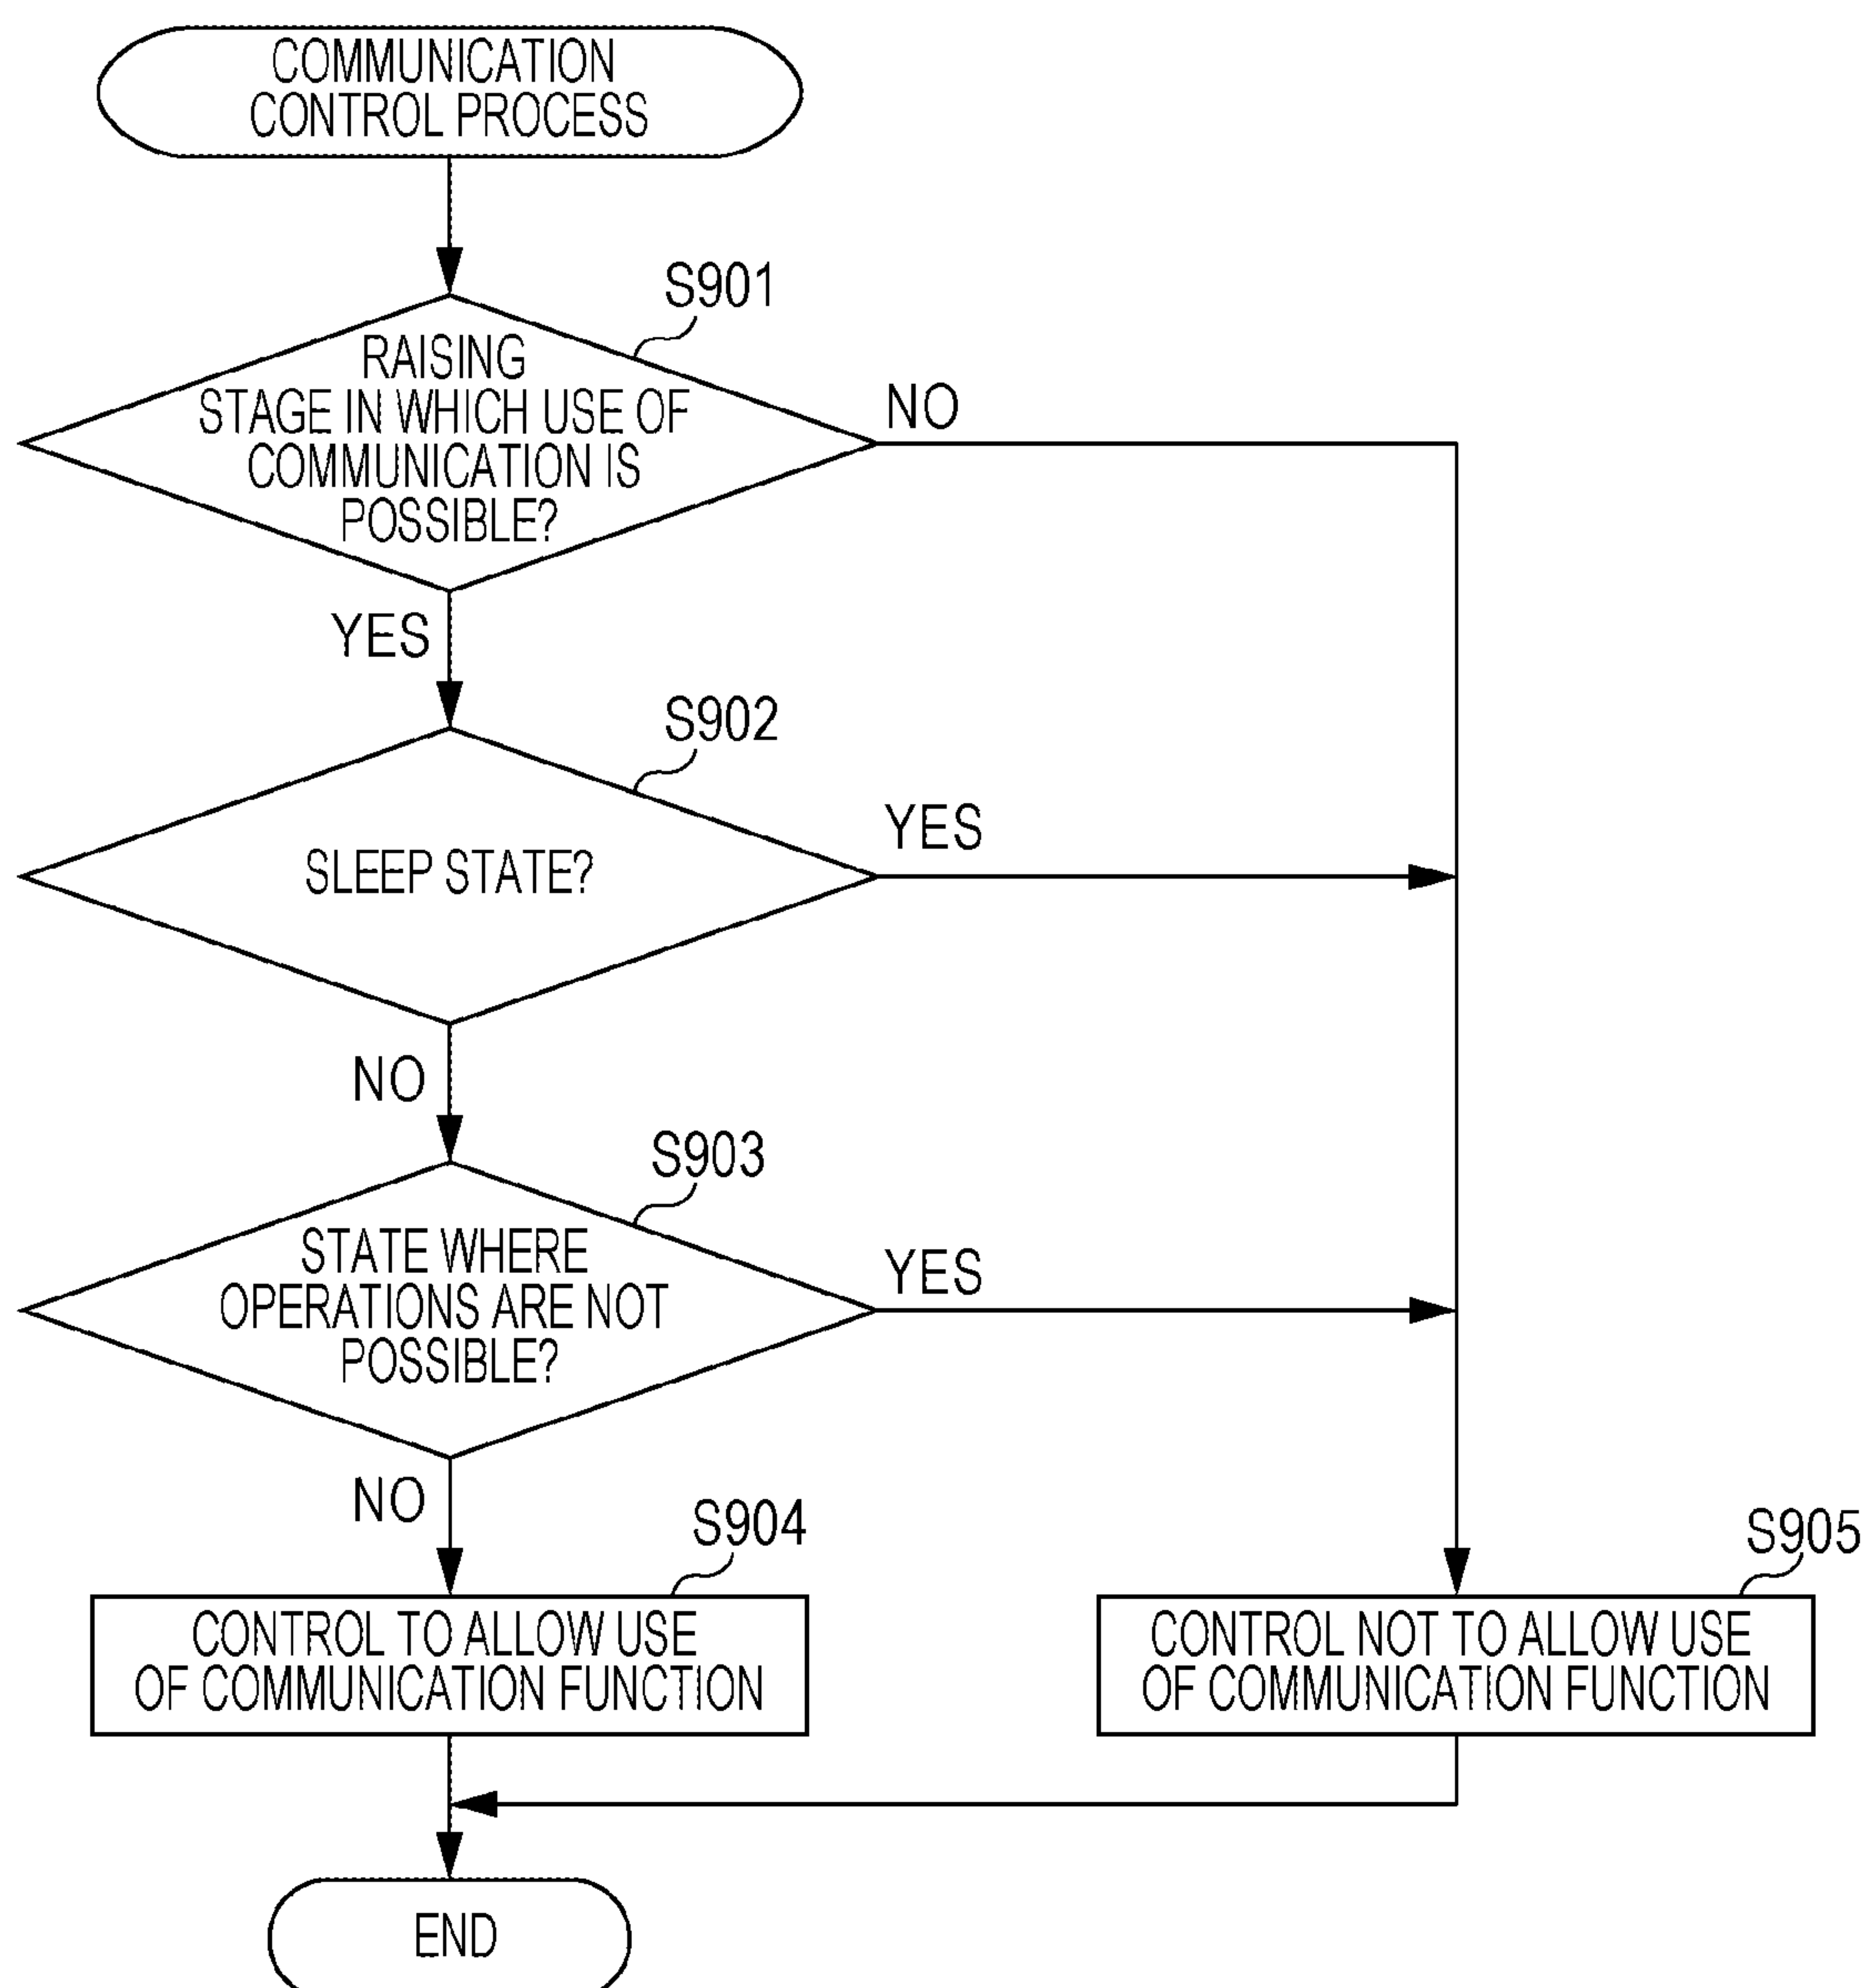 COMMUNICATION
CONTROL PROCESS
S901
RAISING
STAGE IN WHICH USE OF
COMMUNICATION IS
POSSIBLE?
NO
YES
S902
SLEEP STATE?
YES
NO
S903
STATE WHERE
OPERATIONS ARE NOT
POSSIBLE?
YES
NO
S904
CONTROL TO ALLOW USE
OF COMMUNICATION FUNCTION
S905
CONTROL NOT TO ALLOW USE
OF COMMUNICATION FUNCTION
END